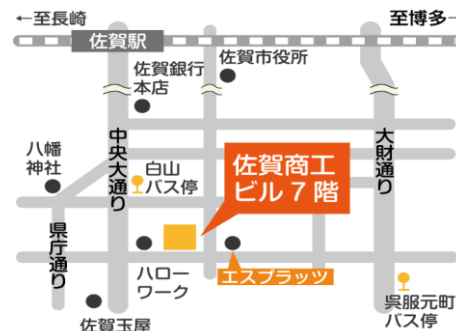 ←至長崎
至博多
佐賀駅
佐賀市役所
佐賀銀行
本店
八幡
神社
中央大通り
白山
バス停
佐賀商工
ビル7階
大財通り
県庁通り
ハロー
ワーク
エスプラッツ
佐賀玉屋
呉服元町
バス停